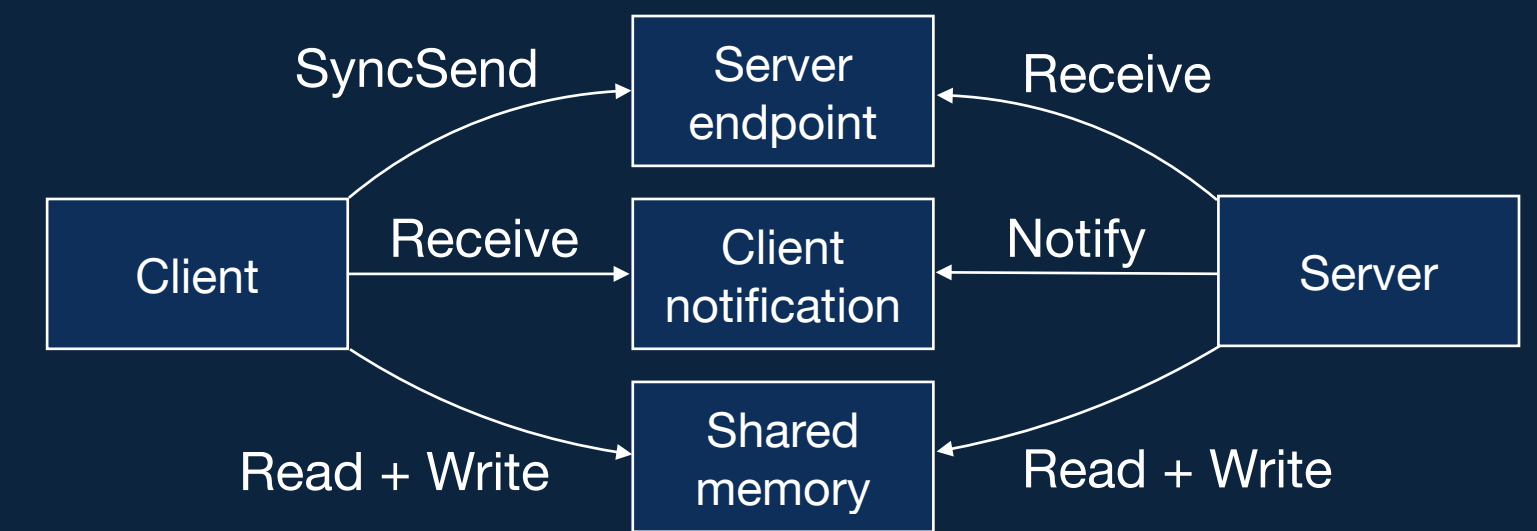 SyncSend
Server
endpoint
Receive
Client
Receive
Client
notification
Notify
Server
Read + Write
Shared
memory
Read + Write